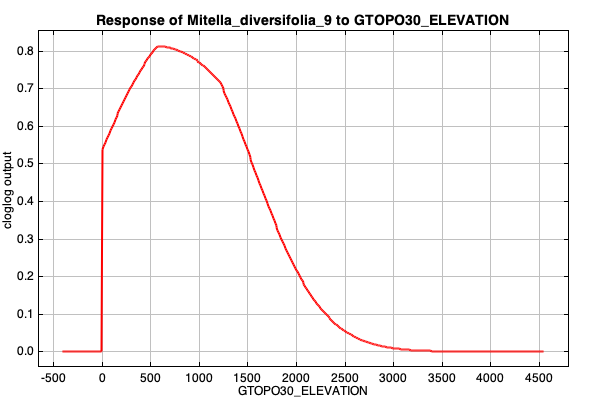 Response of Mitella_diversifolia_9 to GTOPO30_ELEVATION
0.8
0.7
0.6
0.5
0.4
0.3
0.2
0.1
0.0
cloglog output
-500 0 500 1000 1500 2000 2500 3000 3500 4000 4500
GTOPO30_ELEVATION